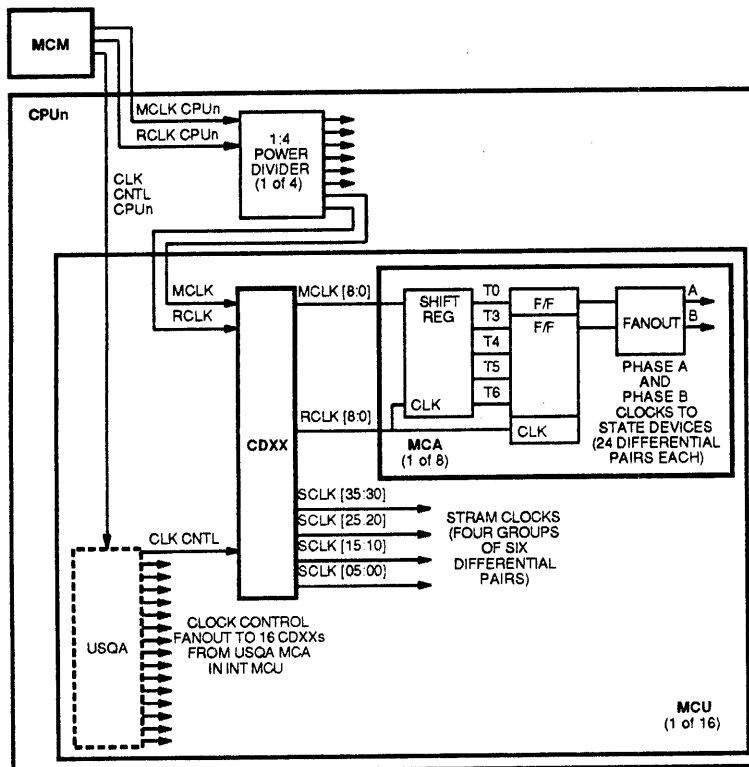 MCM
CPUn
MCLK CPUn
RCLK CPUn
1:4
POWER
DIVIDER
(1 of 4)
CLK
CNTL
CPUn
MCLK
RCLK
CDXX
MCLK [8:0]
RCLK [8:0]
SHIFT
REG
CLK
T0
T3
T4
T5
T6
F/F
F/F
CLK
FANOUT
A
B
PHASE A
AND
PHASE B
CLOCKS TO
STATE DEVICES
(24 DIFFERENTIAL
PAIRS EACH)
MCA
(1 of 8)
SCLK [35:30]
SCLK [25.20]
SCLK [15:10]
SCLK [05:00]
STRAM CLOCKS
(FOUR GROUPS
OF SIX
DIFFERENTIAL
PAIRS)
CLK CNTL
USQA
CLOCK CONTROL
FANOUT TO 16 CDXXs
FROM USQA MCA
IN INT MCU
MCU
(1 of 16)